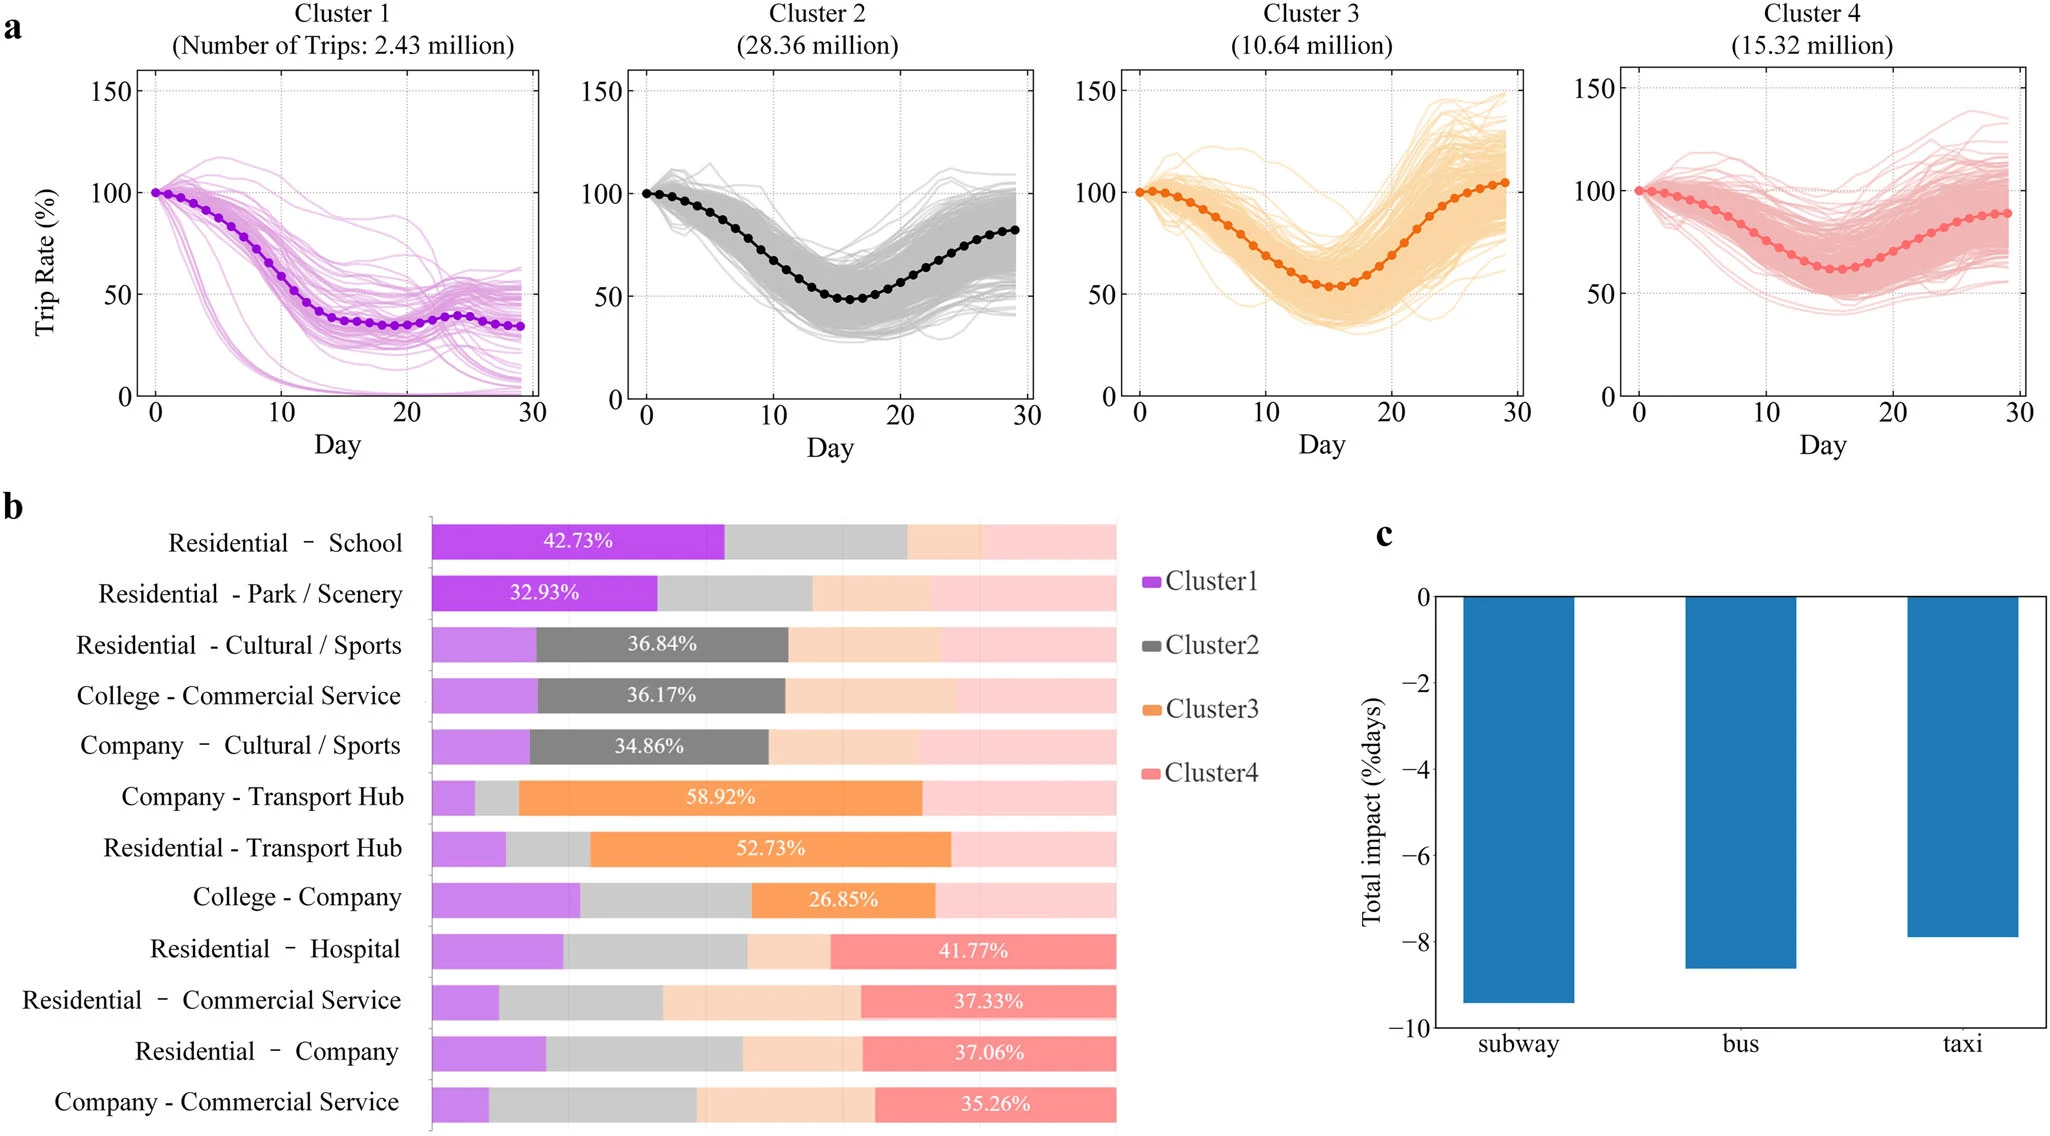 a
Cluster 1
(Number of Trips: 2.43 million)
Cluster 2
(28.36 million)
Cluster 3
(10.64 million)
Cluster 4
(15.32 million)
Trip Rate (%)
150
100
50
0
0 10 20 30
Day
150
100
50
0
0 10 20 30
Day
150
100
50
0
0 10 20 30
Day
150
100
50
0
0 10 20 30
Day
b
Residential – School 42.73%
Residential - Park / Scenery 32.93%
Residential - Cultural / Sports 36.84%
College - Commercial Service 36.17%
Company – Cultural / Sports 34.86%
Company - Transport Hub 58.92%
Residential - Transport Hub 52.73%
College - Company 26.85%
Residential – Hospital 41.77%
Residential – Commercial Service 37.33%
Residential – Company 37.06%
Company - Commercial Service 35.26%
Cluster1
Cluster2
Cluster3
Cluster4
c
Total impact (%days)
0
−2
−4
−6
−8
−10
subway bus taxi